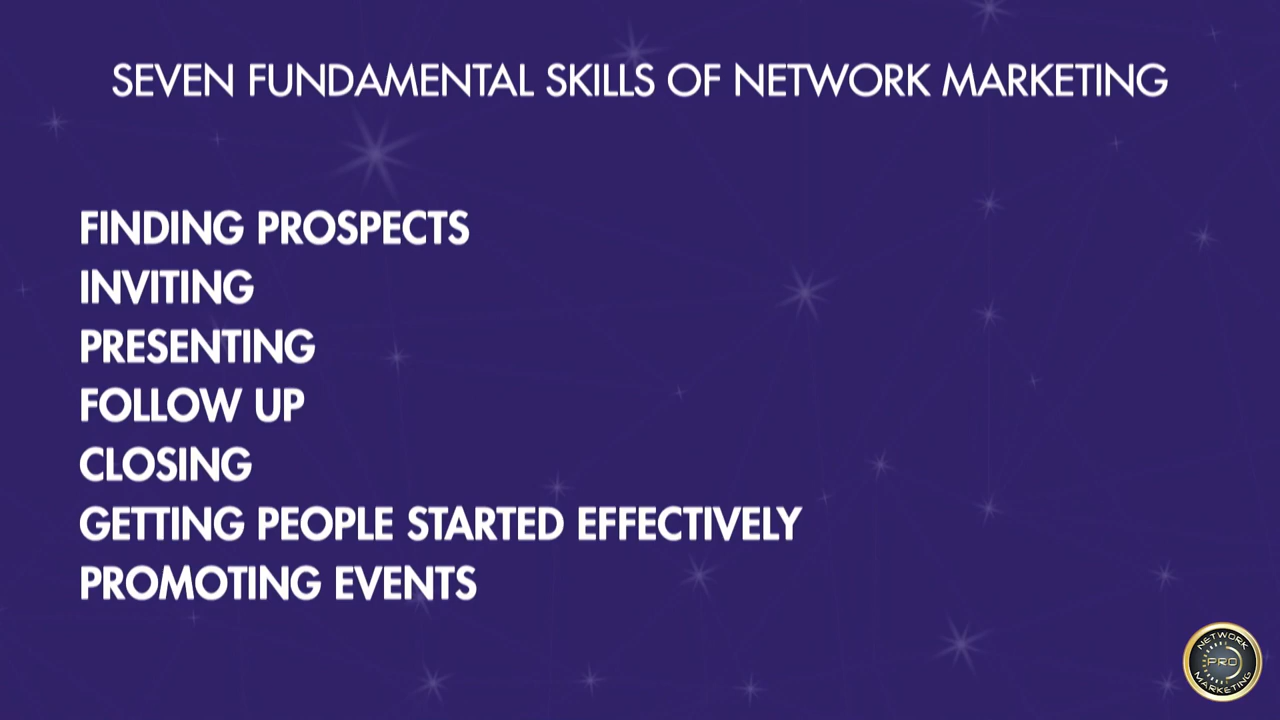 SEVEN FUNDAMENTAL SKILLS OF NETWORK MARKETING
FINDING PROSPECTS
INVITING
PRESENTING
FOLLOW UP
CLOSING
GETTING PEOPLE STARTED EFFECTIVELY
PROMOTING EVENTS
NETWORK
PRO
MARKETING